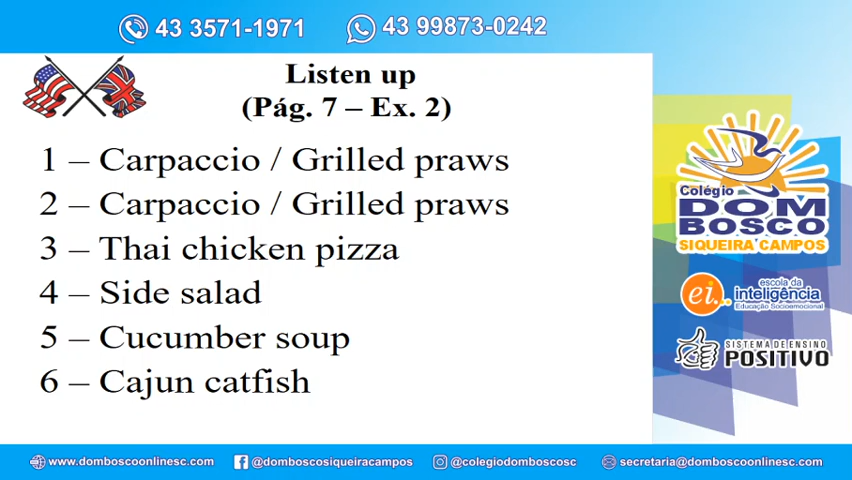 43 3571-1971
43 99873-0242
Listen up
(Pág. 7 – Ex. 2)
1 – Carpaccio / Grilled praws
2 – Carpaccio / Grilled praws
3 – Thai chicken pizza
4 – Side salad
5 – Cucumber soup
6 – Cajun catfish
Colégio
DOM
BOSCO
SIQUEIRA CAMPOS
ei...
escola da
inteligência
Educação Socioemocional
SISTEMA DE ENSINO
POSITIVO
www.domboscoonlinesc.com
@domboscosiqueiracampos
@colegiodomboscosc
secretaria@domboscoonlinesc.com